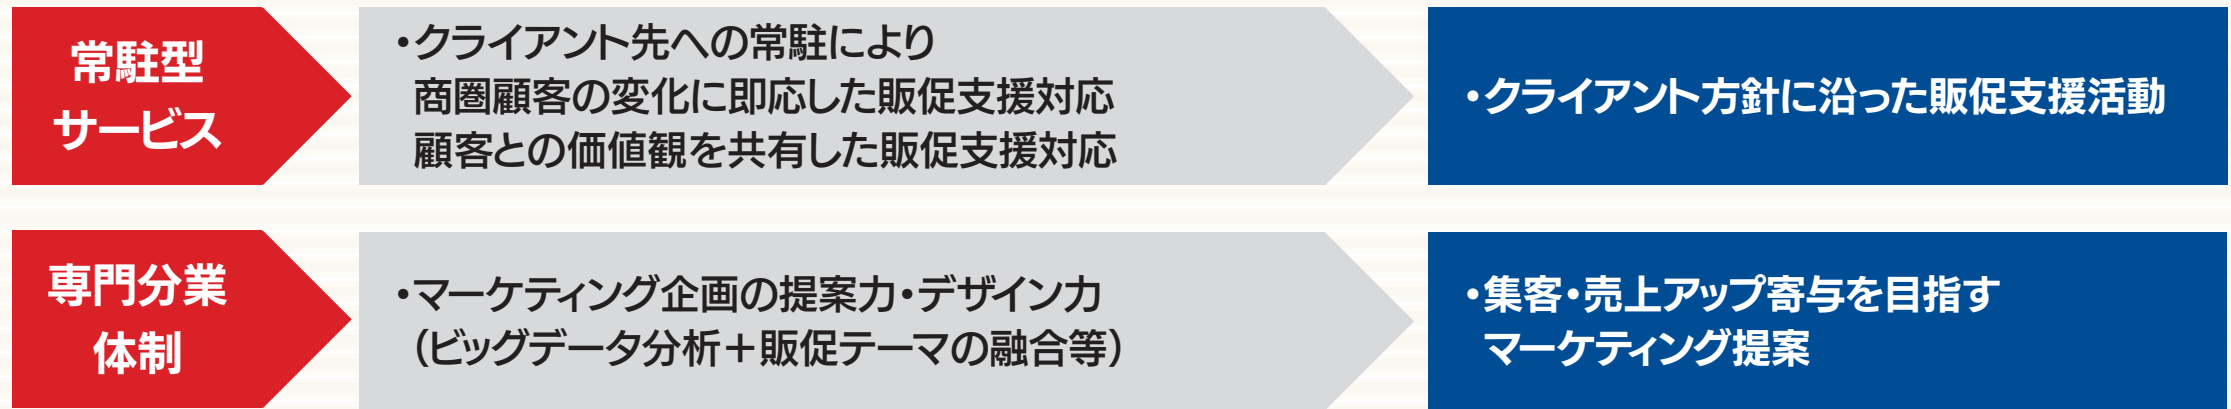 常駐型
サービス
・クライアント先への常駐により
商圏顧客の変化に即応した販促支援対応
顧客との価値観を共有した販促支援対応
・クライアント方針に沿った販促支援活動
専門分業
体制
・マーケティング企画の提案力・デザイン力
（ビッグデータ分析＋販促テーマの融合等）
・集客・売上アップ寄与を目指す
マーケティング提案